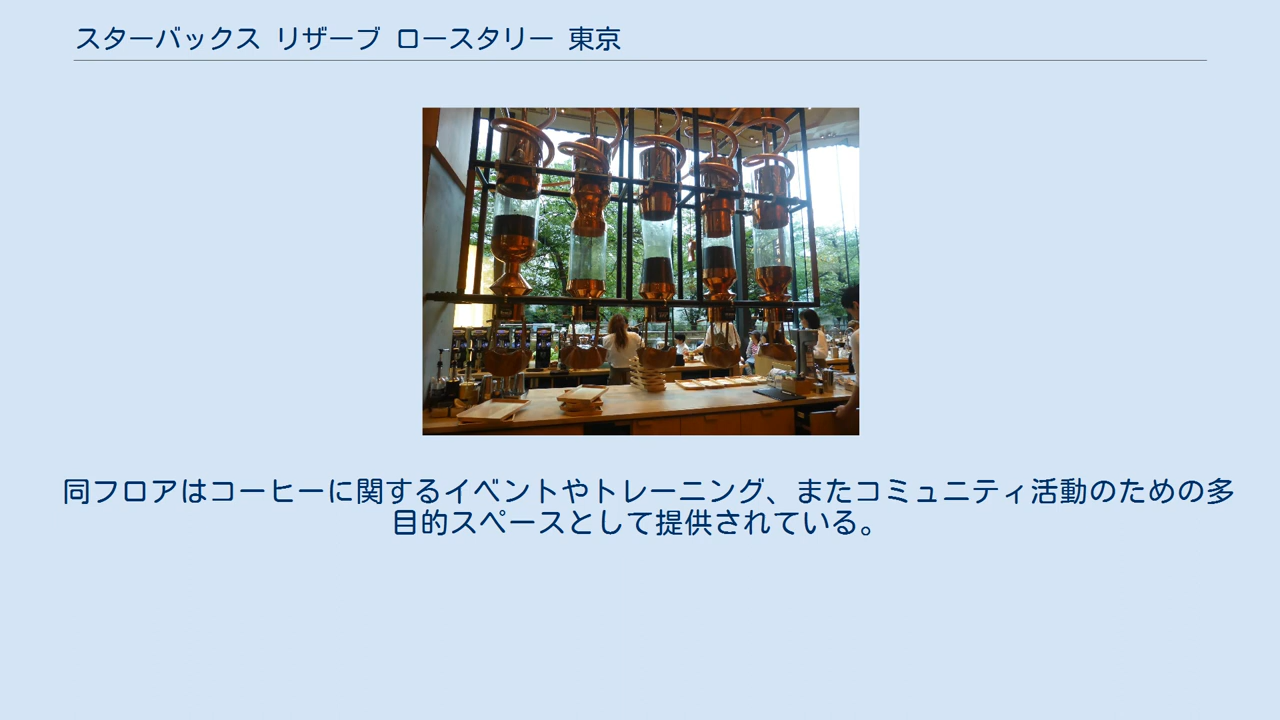 スターバックス リザーブ ロースタリー 東京
同フロアはコーヒーに関するイベントやトレーニング、またコミュニティ活動のための多
目的スペースとして提供されている。